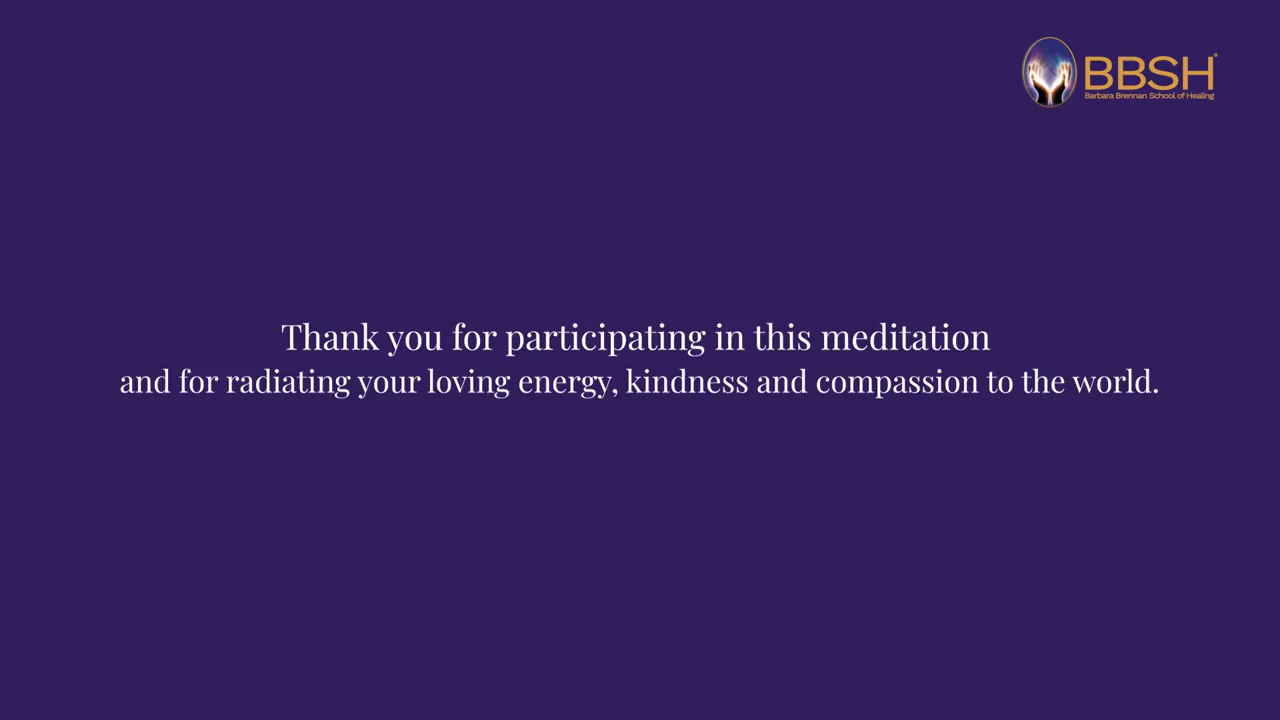 BBSH®
Barbara Brennan School of Healing
Thank you for participating in this meditation
and for radiating your loving energy, kindness and compassion to the world.